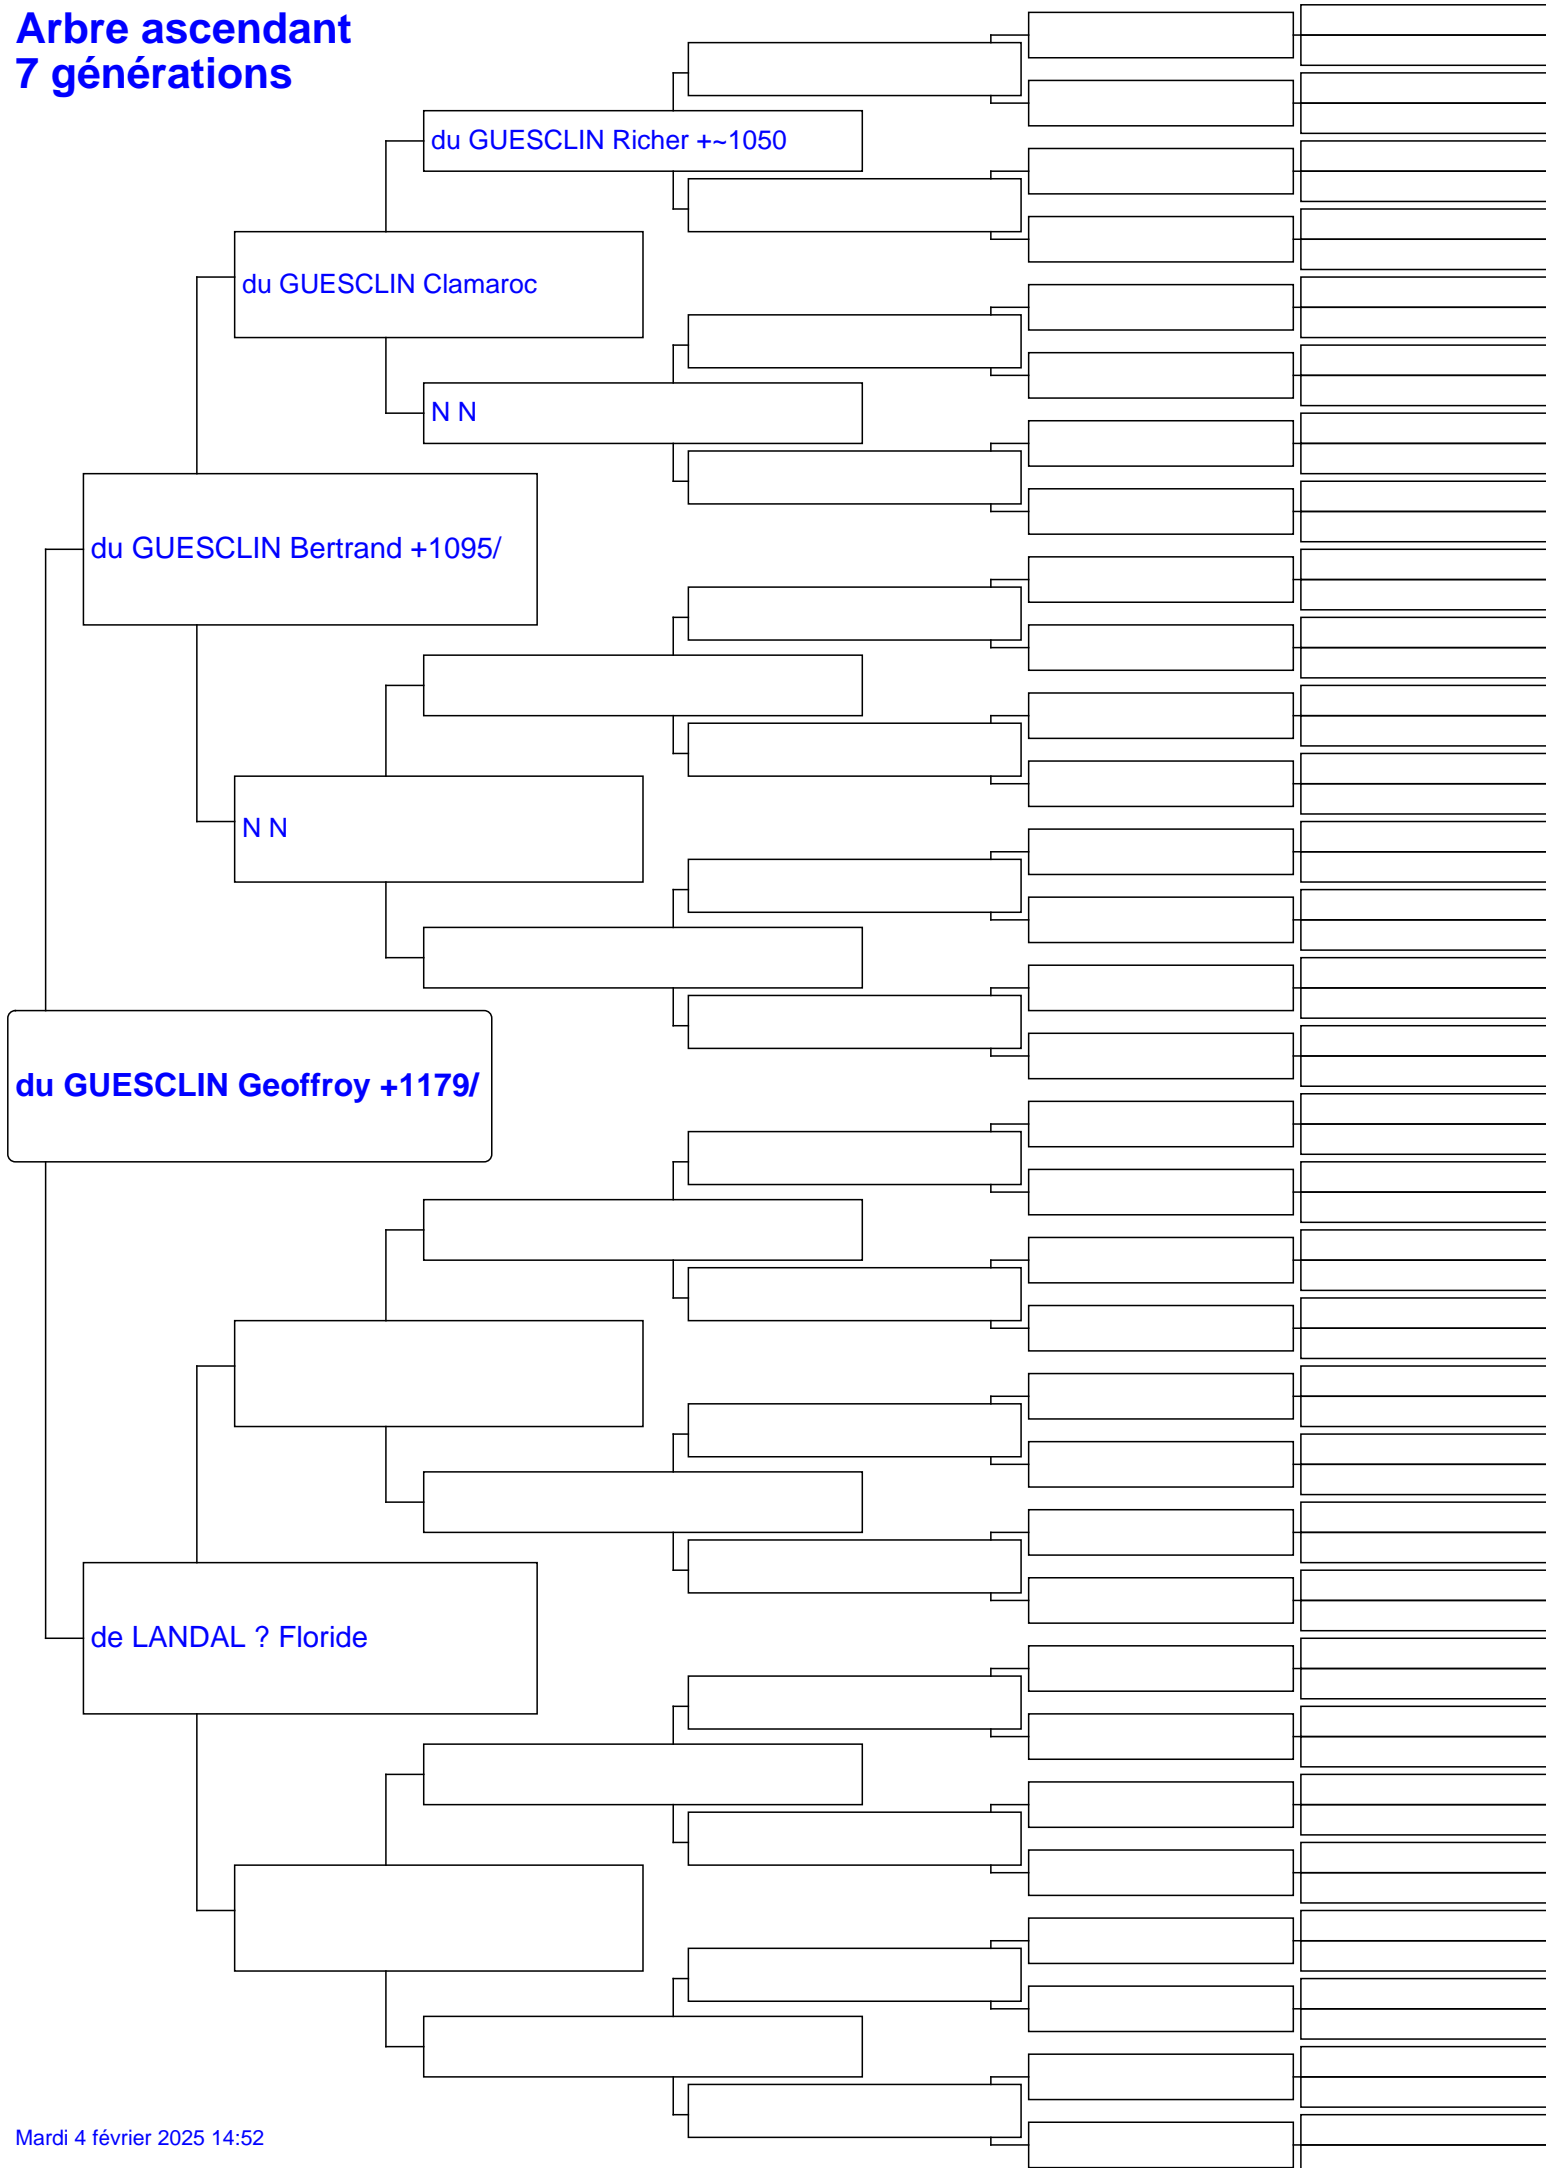 Arbre ascendant
7 générations
du GUESCLIN Richer +~1050
du GUESCLIN Clamaroc
N N
du GUESCLIN Bertrand +1095/
N N
du GUESCLIN Geoffroy +1179/
de LANDAL ? Floride
Mardi 4 février 2025 14:52